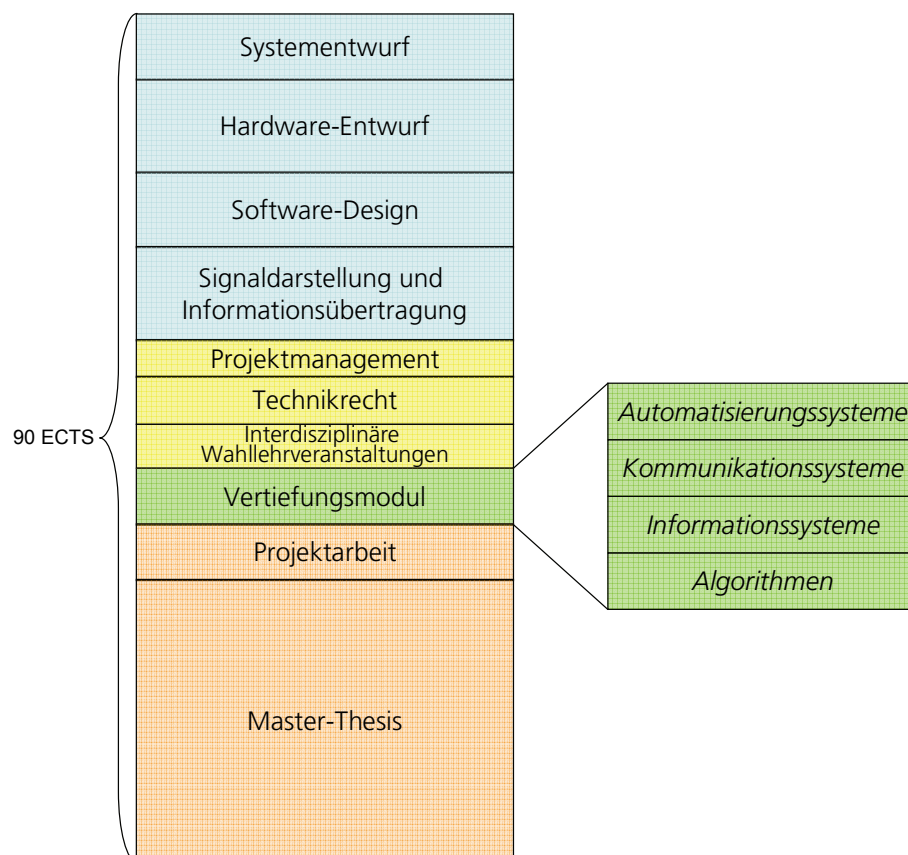 Systementwurf
Hardware-Entwurf
Software-Design
Signaldarstellung und
Informationsübertragung
Projektmanagement
Technikrecht
Interdisziplinäre
Wahllehrveranstaltungen
90 ECTS
Vertiefungsmodul
Projektarbeit
Master-Thesis
Automatisierungssysteme
Kommunikationssysteme
Informationssysteme
Algorithmen